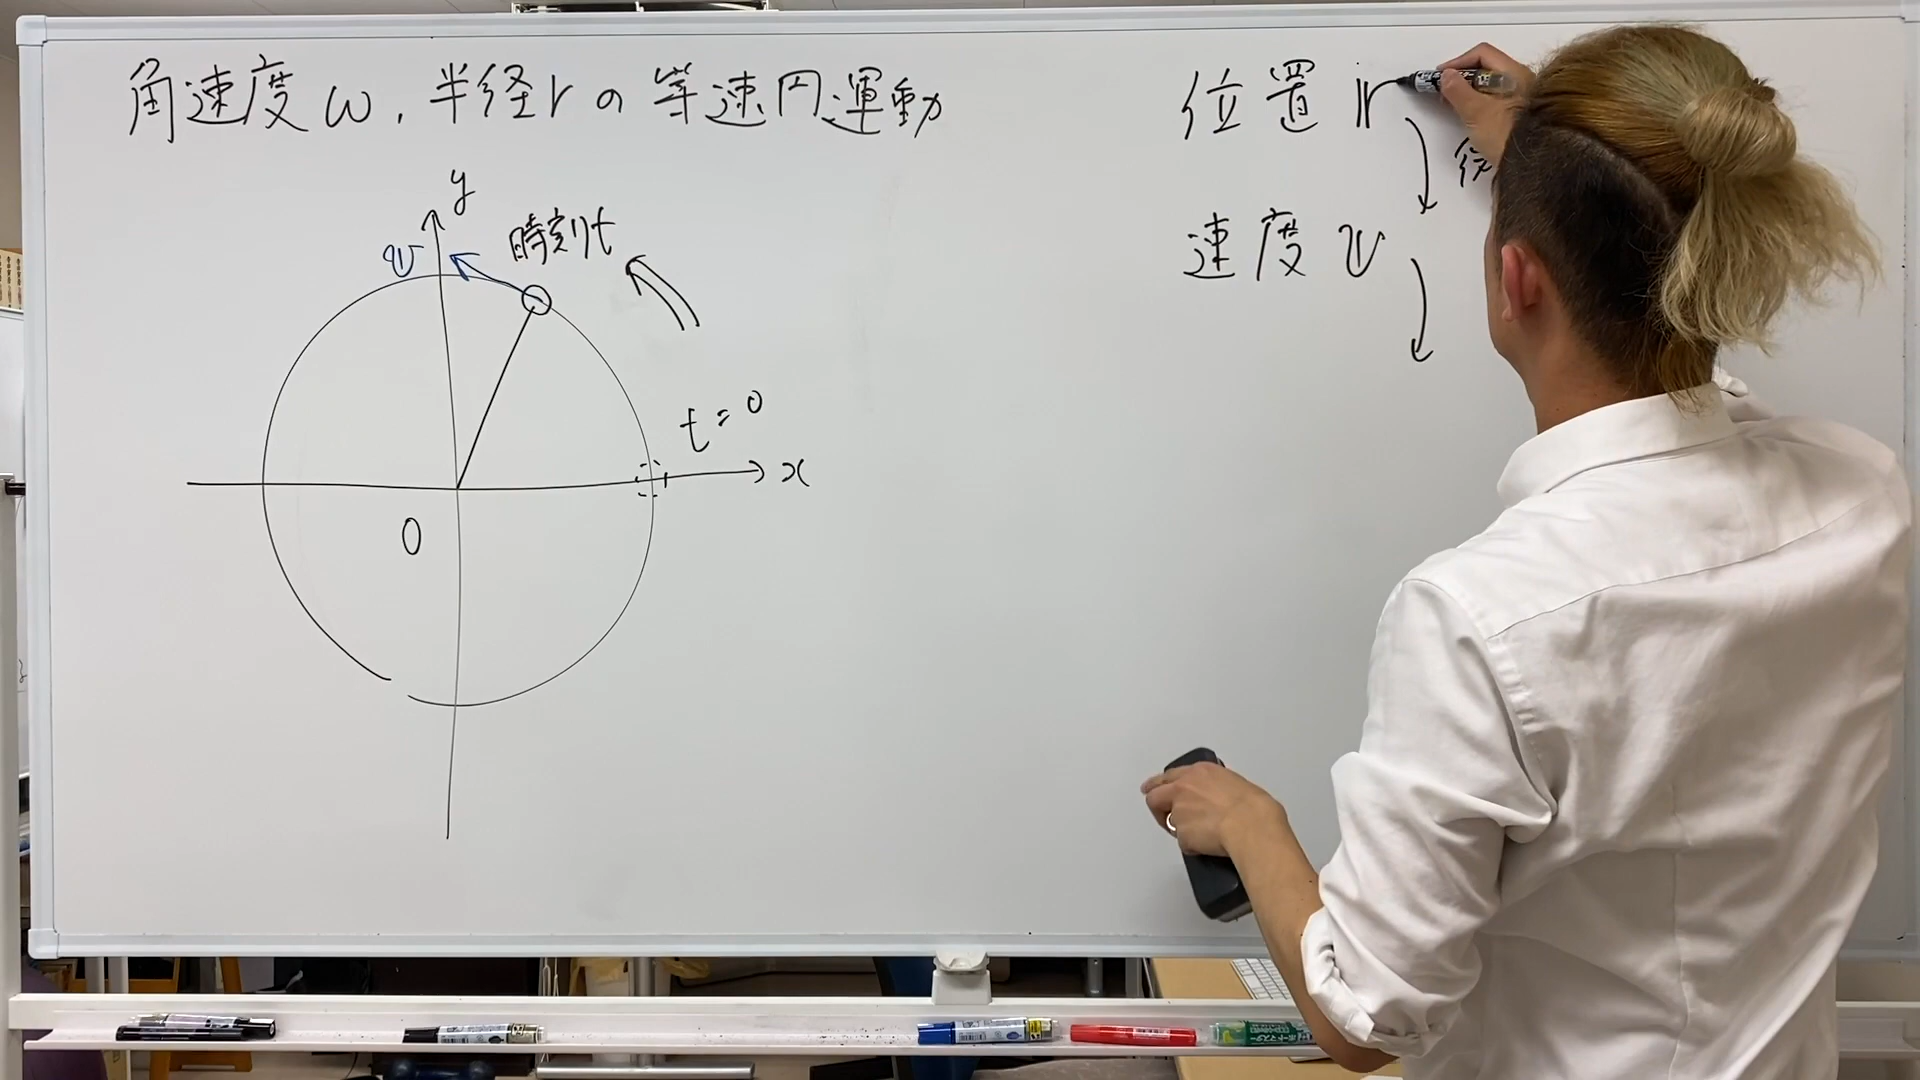 角速度ω, 半径rの等速円運動
y
v
時刻t
t=0
x
0
位置 r
速度 v